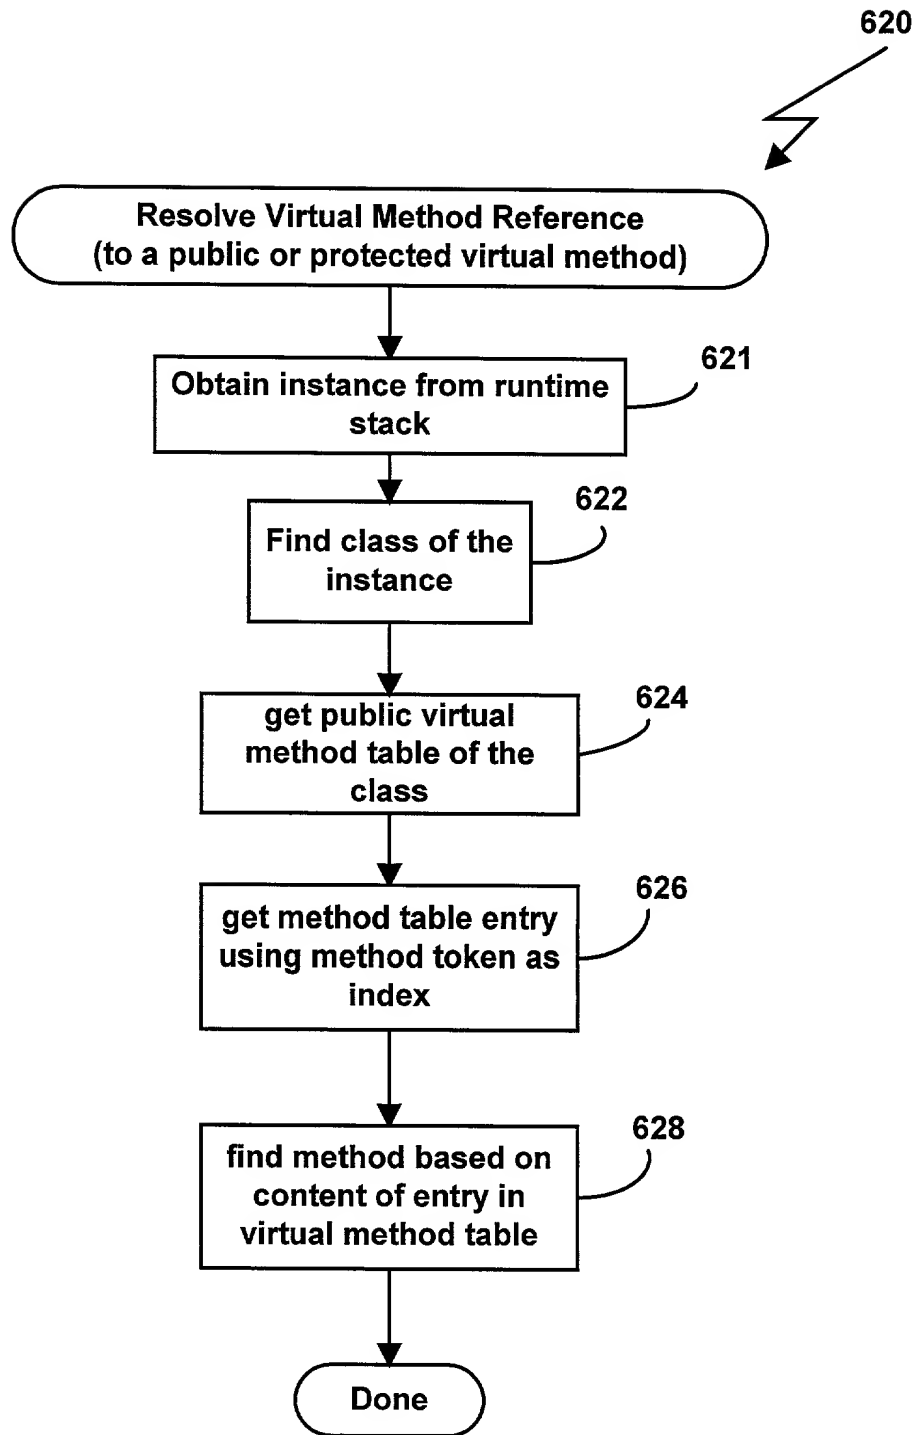 620
Resolve Virtual Method Reference
(to a public or protected virtual method)
621
Obtain instance from runtime
stack
622
Find class of the
instance
624
get public virtual
method table of the
class
626
get method table entry
using method token as
index
628
find method based on
content of entry in
virtual method table
Done